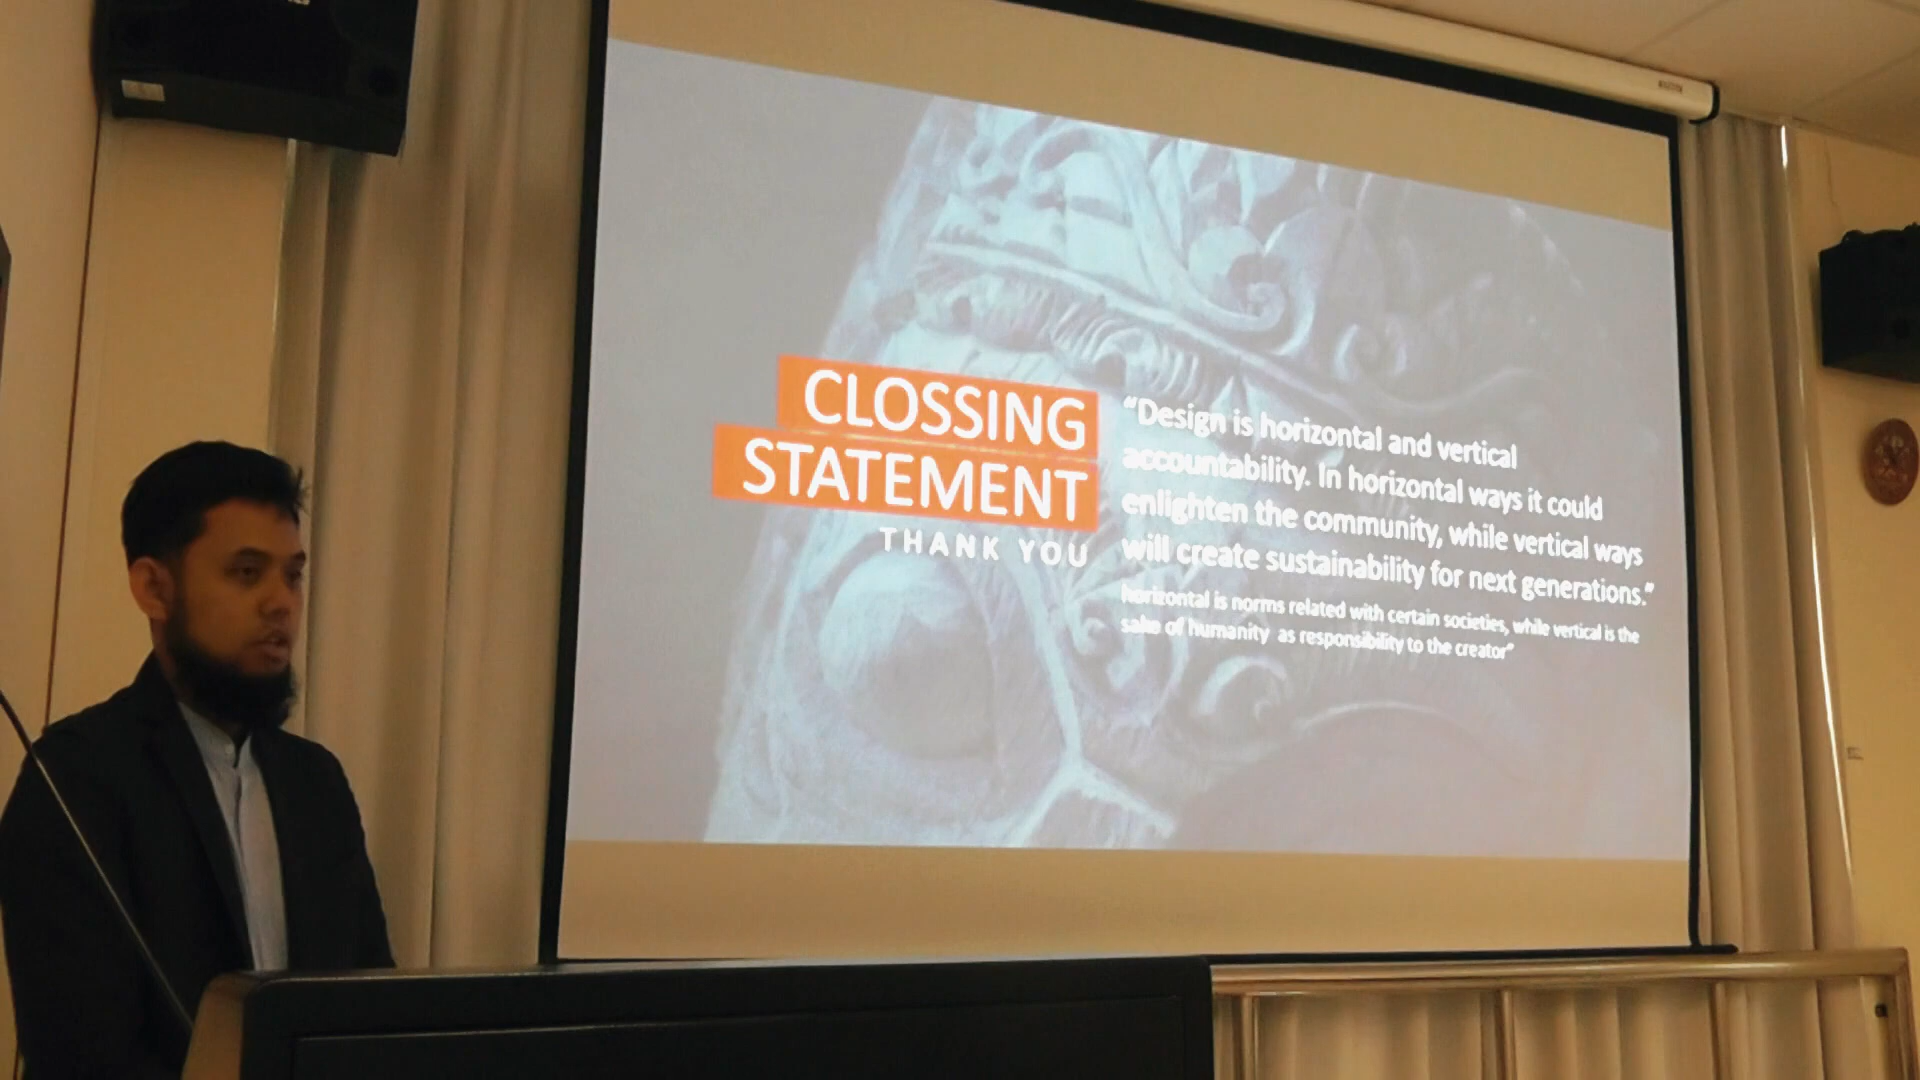 CLOSSING
STATEMENT
THANK YOU
“Design is horizontal and vertical
accountability. In horizontal ways it could
enlighten the community, while vertical ways
will create sustainability for next generations.”
horizontal is norms related with certain societies, while vertical is the
sake of humanity as responsibility to the creator”